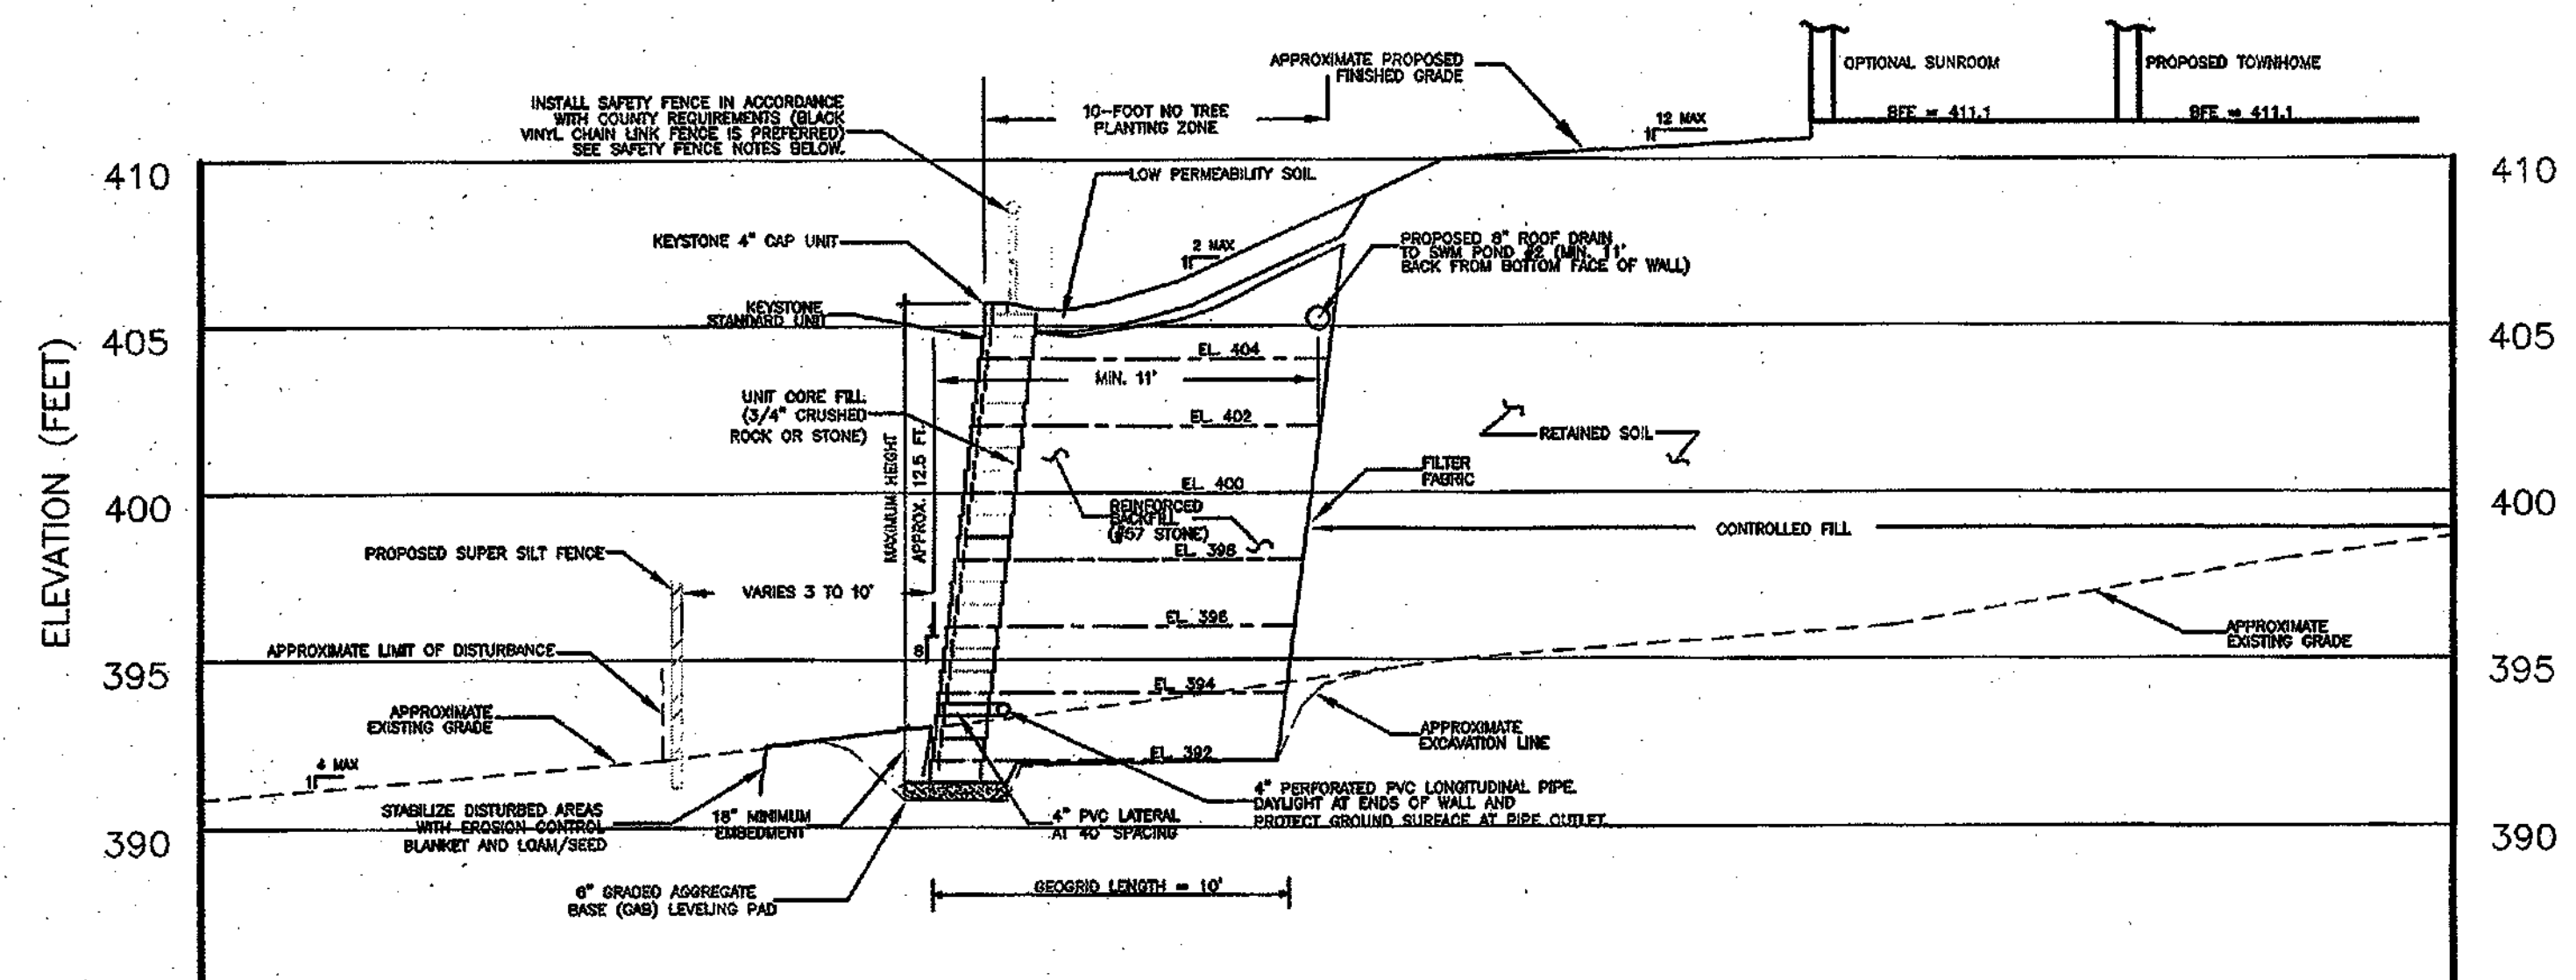 APPROXIMATE PROPOSED
FINISHED GRADE
OPTIONAL SUNROOM
PROPOSED TOWNHOME
INSTALL SAFETY FENCE IN ACCORDANCE
WITH COUNTY REQUIREMENTS (BLACK
VINYL CHAIN LINK FENCE IS PREFERRED)
SEE SAFETY FENCE NOTES BELOW.
10-FOOT NO TREE
PLANTING ZONE
12 MAX
1
BFE = 411.1
BFE = 411.1
410
410
LOW PERMEABILITY SOIL
KEYSTONE 4" CAP UNIT
2 MAX
1
PROPOSED 8" ROOF DRAIN
TO SWM POND #2 (MIN. 11'
BACK FROM BOTTOM FACE OF WALL)
KEYSTONE
STANDARD UNIT
405
405
EL. 404
MIN. 11'
UNIT CORE FILL
(3/4" CRUSHED
ROCK OR STONE)
EL. 402
RETAINED SOIL
MAXIMUM HEIGHT
APPROX. 12.5 FT.
FILTER
FABRIC
ELEVATION (FEET)
EL. 400
400
400
REINFORCED
BACKFILL
(#57 STONE)
CONTROLLED FILL
EL. 398
PROPOSED SUPER SILT FENCE
VARIES 3 TO 10'
EL. 396
APPROXIMATE
EXISTING GRADE
1
8
APPROXIMATE LIMIT OF DISTURBANCE
395
395
EL. 394
APPROXIMATE
EXISTING GRADE
APPROXIMATE
EXCAVATION LINE
EL. 392
4 MAX
1
4" PERFORATED PVC LONGITUDINAL PIPE.
DAYLIGHT AT ENDS OF WALL AND
PROTECT GROUND SURFACE AT PIPE OUTLET.
STABILIZE DISTURBED AREAS
WITH EROSION CONTROL
BLANKET AND LOAM/SEED
18" MINIMUM
EMBEDMENT
4" PVC LATERAL
AT 40' SPACING
390
390
6" GRADED AGGREGATE
BASE (GAB) LEVELING PAD
GEOGRID LENGTH = 10'